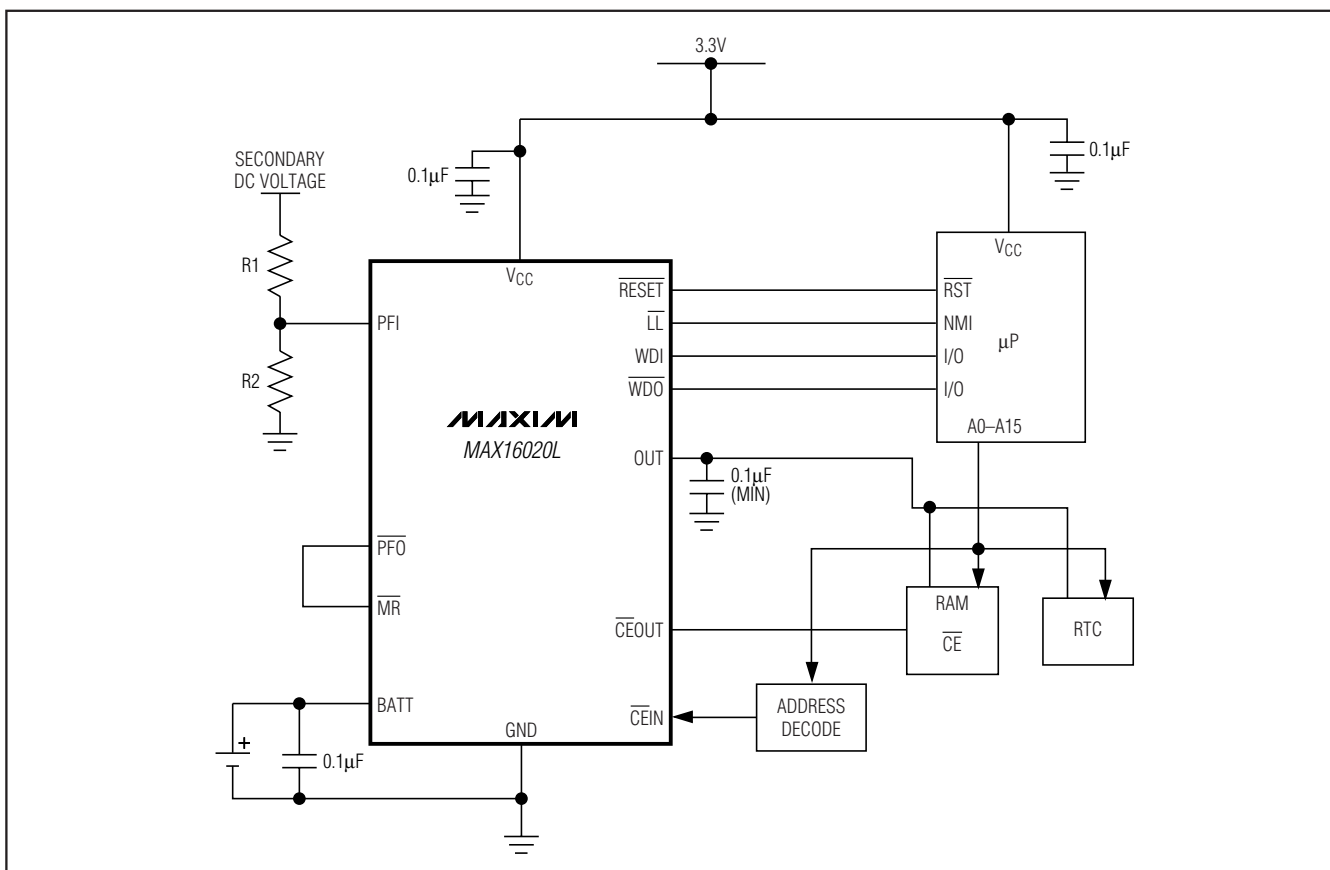 3.3V
0.1μF
0.1μF
SECONDARY
DC VOLTAGE
R1
R2
VCC
PFI
PFO
MR
BATT
GND
RESET
LL
WDI
WDO
OUT
CEOUT
CEIN
MAXIM
MAX16020L
VCC
RST
NMI
I/O
I/O
μP
A0–A15
0.1μF
(MIN)
RAM
CE
RTC
ADDRESS
DECODE
+
0.1μF